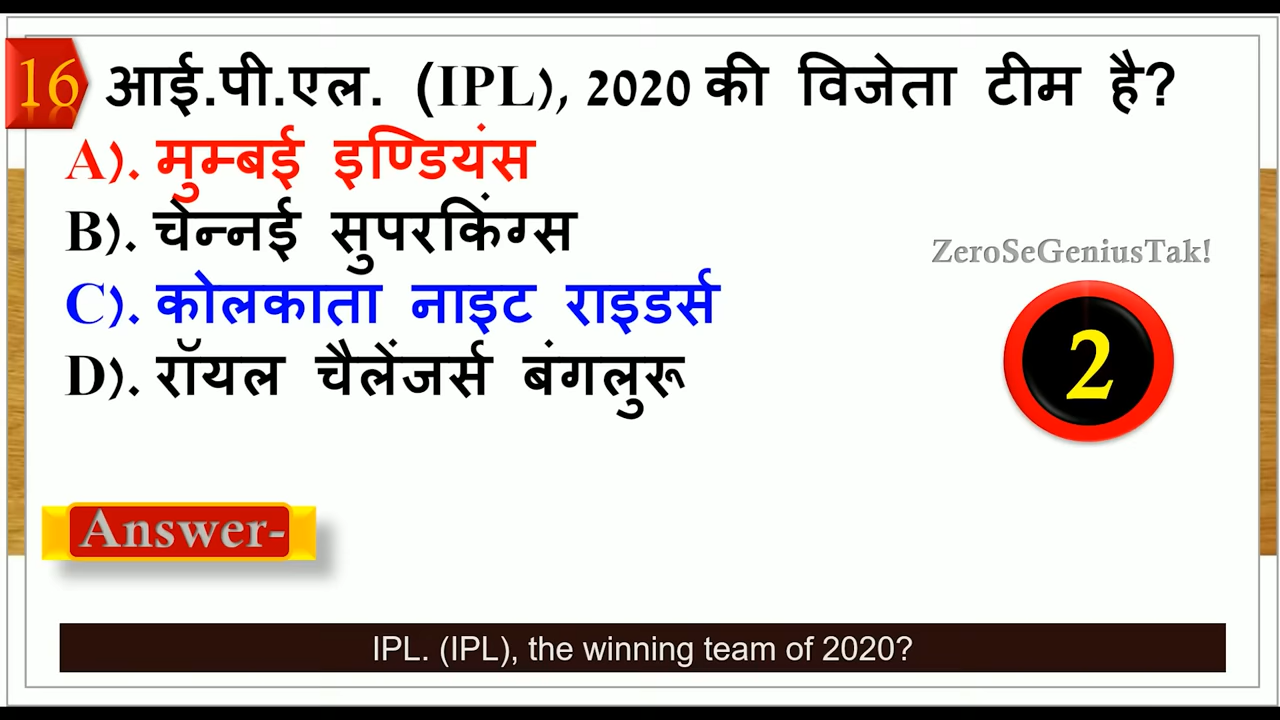 16 आई.पी.एल. (IPL), 2020 की विजेता टीम है?
A). मुम्बई इण्डियंस
B). चेन्नई सुपरकिंग्स
ZeroSeGeniusTak!
C). कोलकाता नाइट राइडर्स
D). रॉयल चैलेंजर्स बंगलुरू
2
Answer-
IPL. (IPL), the winning team of 2020?